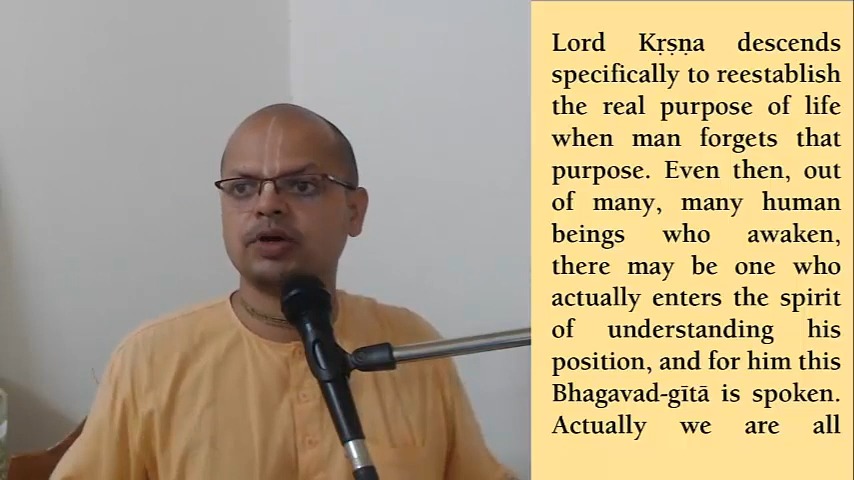 Lord Kṛṣṇa descends
specifically to reestablish
the real purpose of life
when man forgets that
purpose. Even then, out
of many, many human
beings who awaken,
there may be one who
actually enters the spirit
of understanding his
position, and for him this
Bhagavad-gītā is spoken.
Actually we are all